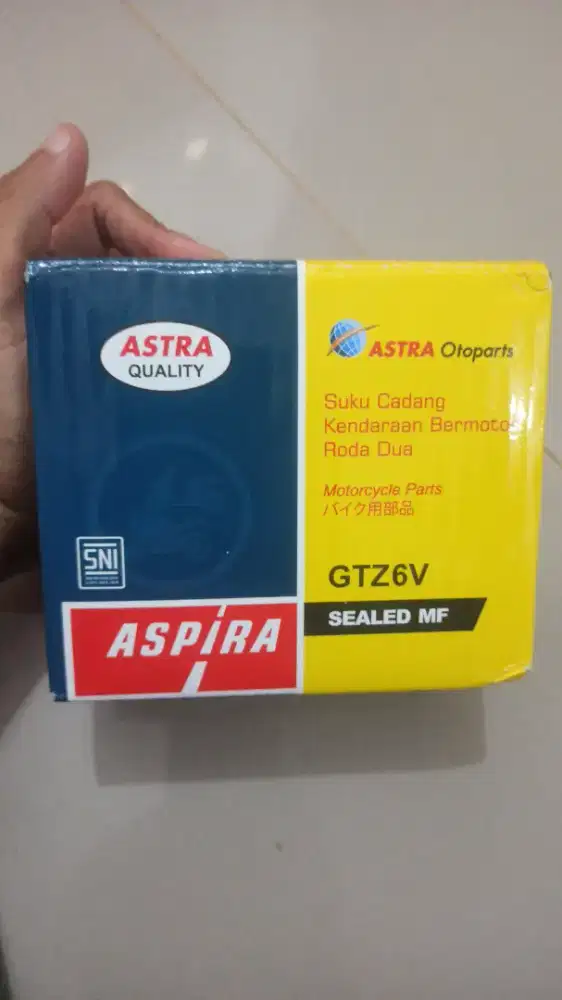 ASTRA
QUALITY
SNI
ASPIRA
ASTRA Otoparts
Suku Cadang
Kendaraan Bermotor
Roda Dua
Motorcycle Parts
バイク用部品
GTZ6V
SEALED MF